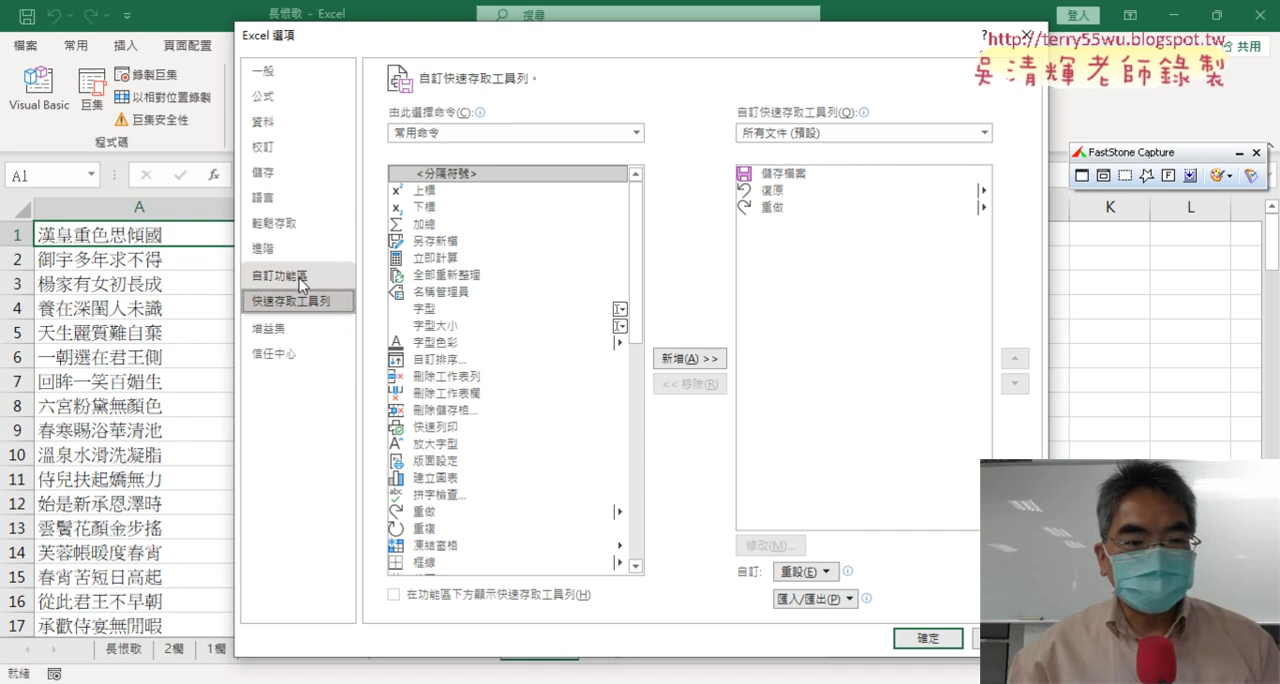 長恨歌 - Excel
搜尋
登入
檔案
常用
插入
頁面配置
共用
Visual Basic
巨集
錄製巨集
以相對位置錄製
巨集安全性
程式碼
http://terry55wu.blogspot.tw
吳清輝老師錄製
FastStone Capture
A1
fx
A
K
L
1 漢皇重色思傾國
2 御宇多年求不得
3 楊家有女初長成
4 養在深閨人未識
5 天生麗質難自棄
6 一朝選在君王側
7 回眸一笑百媚生
8 六宮粉黛無顏色
9 春寒賜浴華清池
10 溫泉水滑洗凝脂
11 侍兒扶起嬌無力
12 始是新承恩澤時
13 雲鬢花顏金步搖
14 芙蓉帳暖度春宵
15 春宵苦短日高起
16 從此君王不早朝
17 承歡侍宴無閒暇
長恨歌
2欄
1欄
就緒
Excel 選項
?
一般
公式
資料
校訂
儲存
語言
輕鬆存取
進階
自訂功能區
快速存取工具列
增益集
信任中心
自訂快速存取工具列。
由此選擇命令(C):
常用命令
<分隔符號>
上標
下標
加總
另存新檔
立即計算
全部重新整理
名稱管理員
字型
字型大小
字型色彩
自訂排序...
刪除工作表列
刪除工作表欄
刪除儲存格...
快速列印
放大字型
版面設定
建立圖表
拼字檢查...
重做
重複
凍結窗格
框線
在功能區下方顯示快速存取工具列(H)
新增(A) >>
<< 移除(R)
自訂快速存取工具列(Q):
所有文件 (預設)
儲存檔案
復原
重做
修改(M)...
自訂:
重設(E)
匯入/匯出(P)
確定